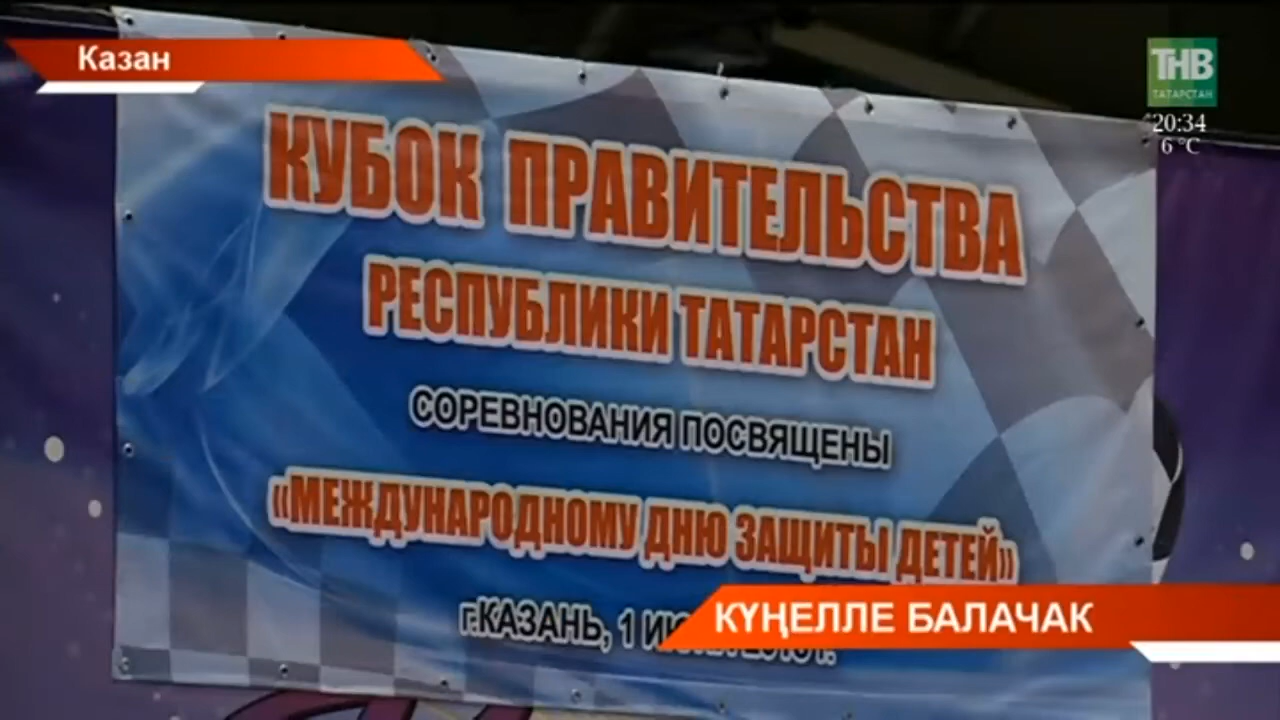 Казан
ТНВ
ТАТАРСТАН
20:34
6 °C
КУБОК ПРАВИТЕЛЬСТВА
РЕСПУБЛИКИ ТАТАРСТАН
СОРЕВНОВАНИЯ ПОСВЯЩЕНЫ
«МЕЖДУНАРОДНОМУ ДНЮ ЗАЩИТЫ ДЕТЕЙ»
г.КАЗАНЬ, 1
КҮҢЕЛЛЕ БАЛАЧАК